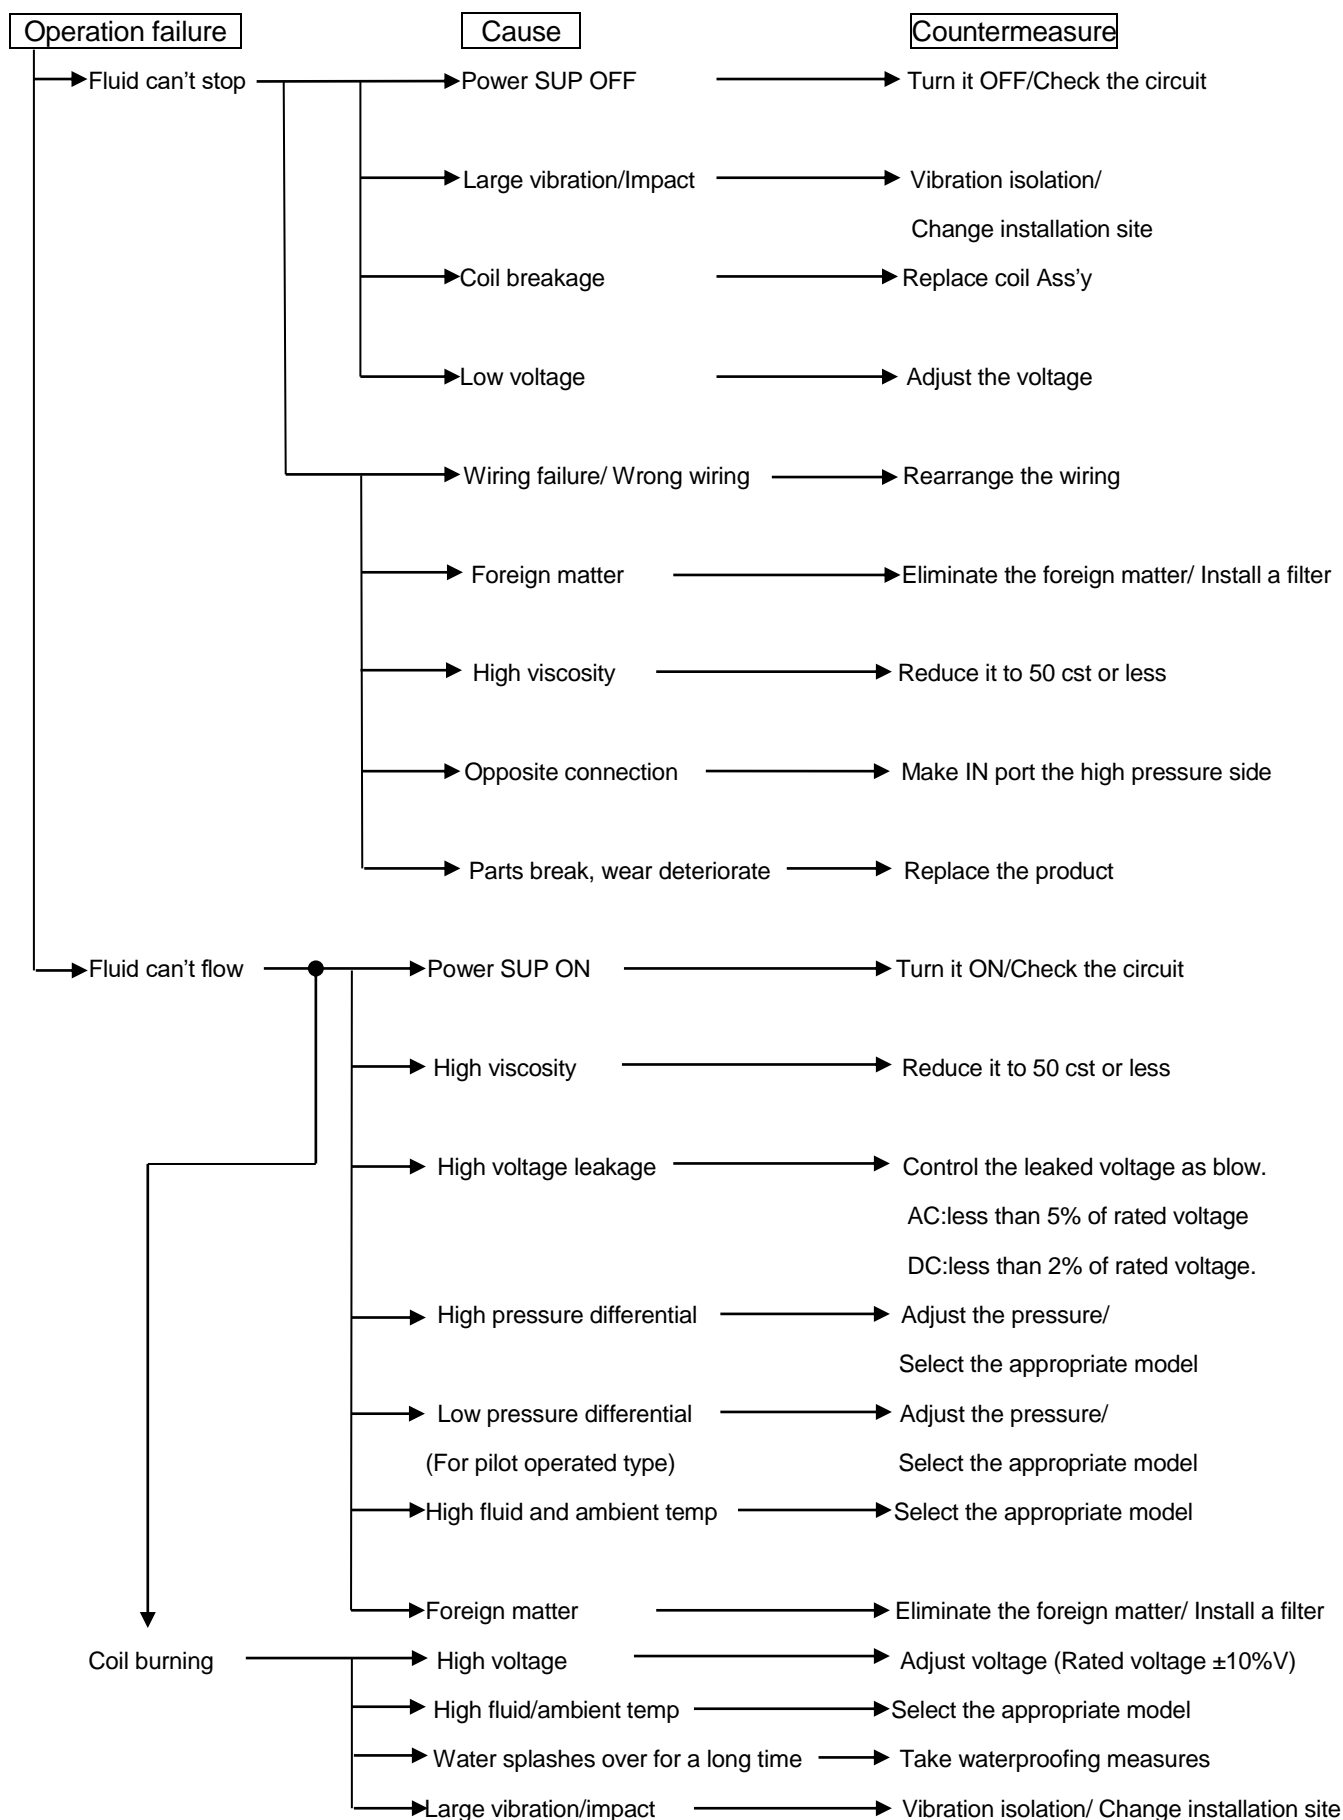 Operation failure Cause Countermeasure
Fluid can't stop Power SUP OFF Turn it OFF/Check the circuit
Large vibration/Impact Vibration isolation/
Change installation site
Coil breakage Replace coil Ass'y
Low voltage Adjust the voltage
Wiring failure/ Wrong wiring Rearrange the wiring
Foreign matter Eliminate the foreign matter/ Install a filter
High viscosity Reduce it to 50 cst or less
Opposite connection Make IN port the high pressure side
Parts break, wear deteriorate Replace the product
Fluid can't flow Power SUP ON Turn it ON/Check the circuit
High viscosity Reduce it to 50 cst or less
High voltage leakage Control the leaked voltage as blow.
AC:less than 5% of rated voltage
DC:less than 2% of rated voltage.
High pressure differential Adjust the pressure/
Select the appropriate model
Low pressure differential Adjust the pressure/
(For pilot operated type) Select the appropriate model
High fluid and ambient temp Select the appropriate model
Foreign matter Eliminate the foreign matter/ Install a filter
Coil burning High voltage Adjust voltage (Rated voltage ±10%V)
High fluid/ambient temp Select the appropriate model
Water splashes over for a long time Take waterproofing measures
Large vibration/impact Vibration isolation/ Change installation site